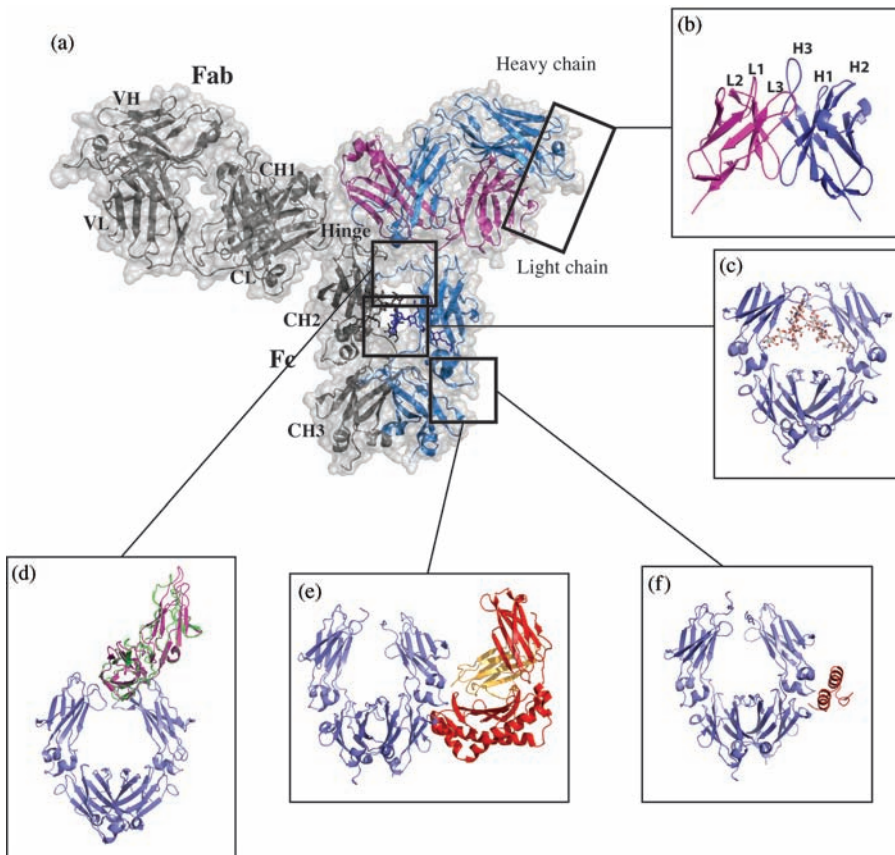 (a)
Fab
VH
VL
CH1
CL
Hinge
Heavy chain
Light chain
CH2
Fc
CH3
(b)
L2
L1
L3
H3
H1
H2
(c)
(d)
(e)
(f)